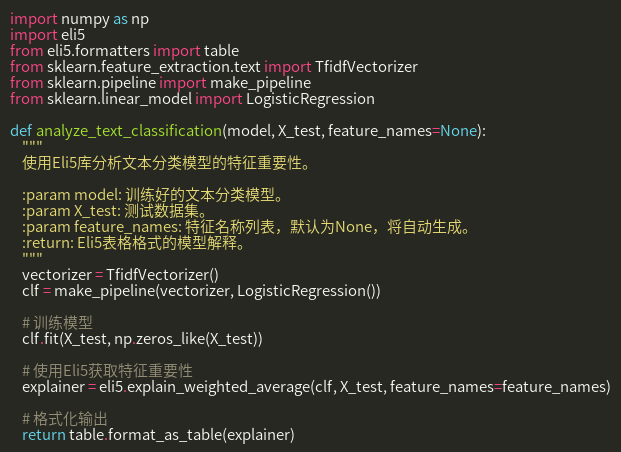 import numpy as np
import eli5
from eli5.formatters import table
from sklearn.feature_extraction.text import TfidfVectorizer
from sklearn.pipeline import make_pipeline
from sklearn.linear_model import LogisticRegression

def analyze_text_classification(model, X_test, feature_names=None):
    """
    使用Eli5库分析文本分类模型的特征重要性。

    :param model: 训练好的文本分类模型。
    :param X_test: 测试数据集。
    :param feature_names: 特征名称列表，默认为None，将自动生成。
    :return: Eli5表格格式的模型解释。
    """
    vectorizer = TfidfVectorizer()
    clf = make_pipeline(vectorizer, LogisticRegression())

    # 训练模型
    clf.fit(X_test, np.zeros_like(X_test))

    # 使用Eli5获取特征重要性
    explainer = eli5.explain_weighted_average(clf, X_test, feature_names=feature_names)

    # 格式化输出
    return table.format_as_table(explainer)